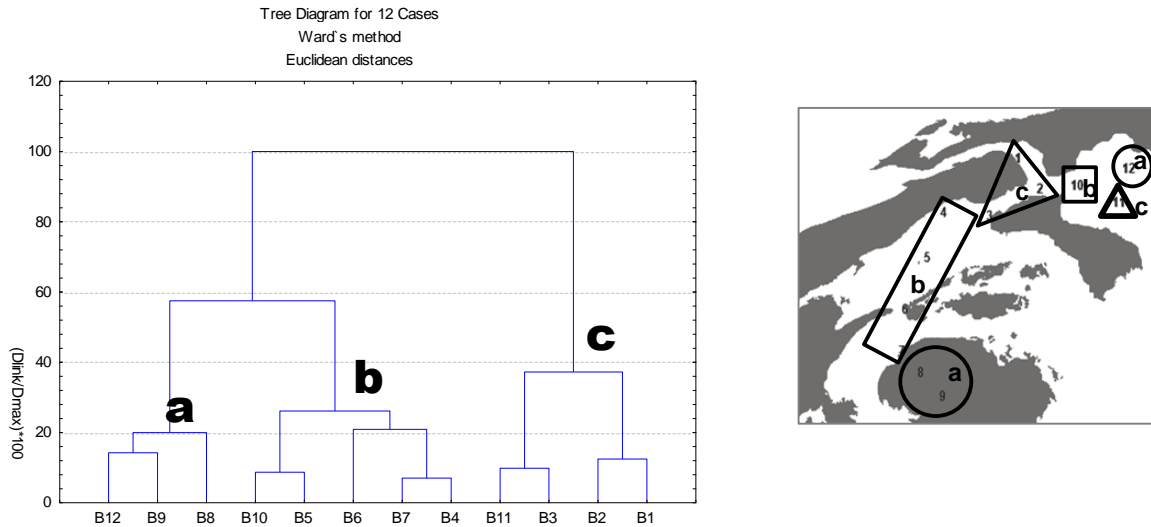 Tree Diagram for 12 Cases
Ward`s method
Euclidean distances
(Dlink/Dmax)*100
120
100
80
60
40
20
0
a
b
c
B12 B9 B8 B10 B5 B6 B7 B4 B11 B3 B2 B1
1
2
3
c
10
b
12
a
11
c
4
5
b
6
7
8
a
9